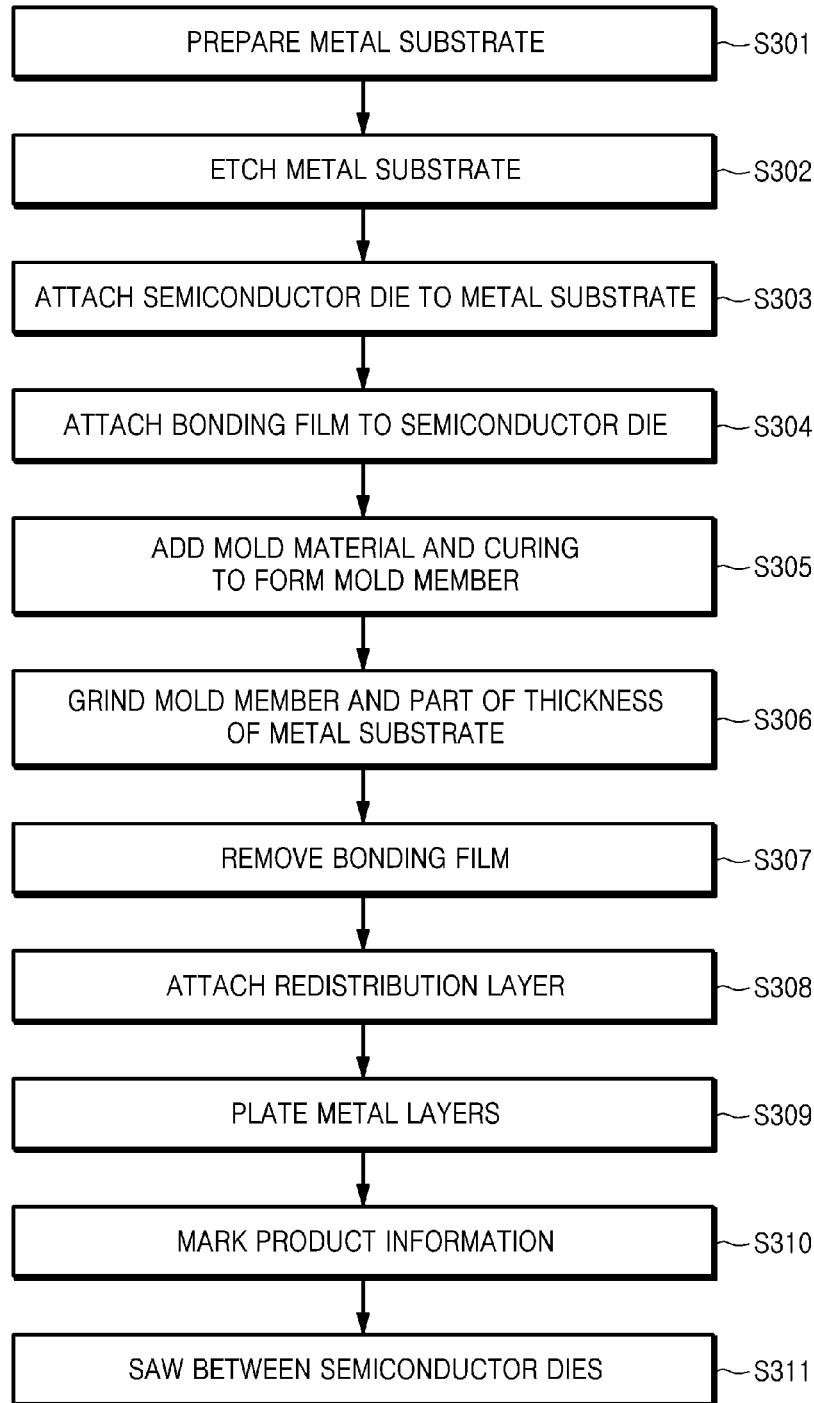 PREPARE METAL SUBSTRATE S301
ETCH METAL SUBSTRATE S302
ATTACH SEMICONDUCTOR DIE TO METAL SUBSTRATE S303
ATTACH BONDING FILM TO SEMICONDUCTOR DIE S304
ADD MOLD MATERIAL AND CURING
TO FORM MOLD MEMBER S305
GRIND MOLD MEMBER AND PART OF THICKNESS
OF METAL SUBSTRATE S306
REMOVE BONDING FILM S307
ATTACH REDISTRIBUTION LAYER S308
PLATE METAL LAYERS S309
MARK PRODUCT INFORMATION S310
SAW BETWEEN SEMICONDUCTOR DIES S311